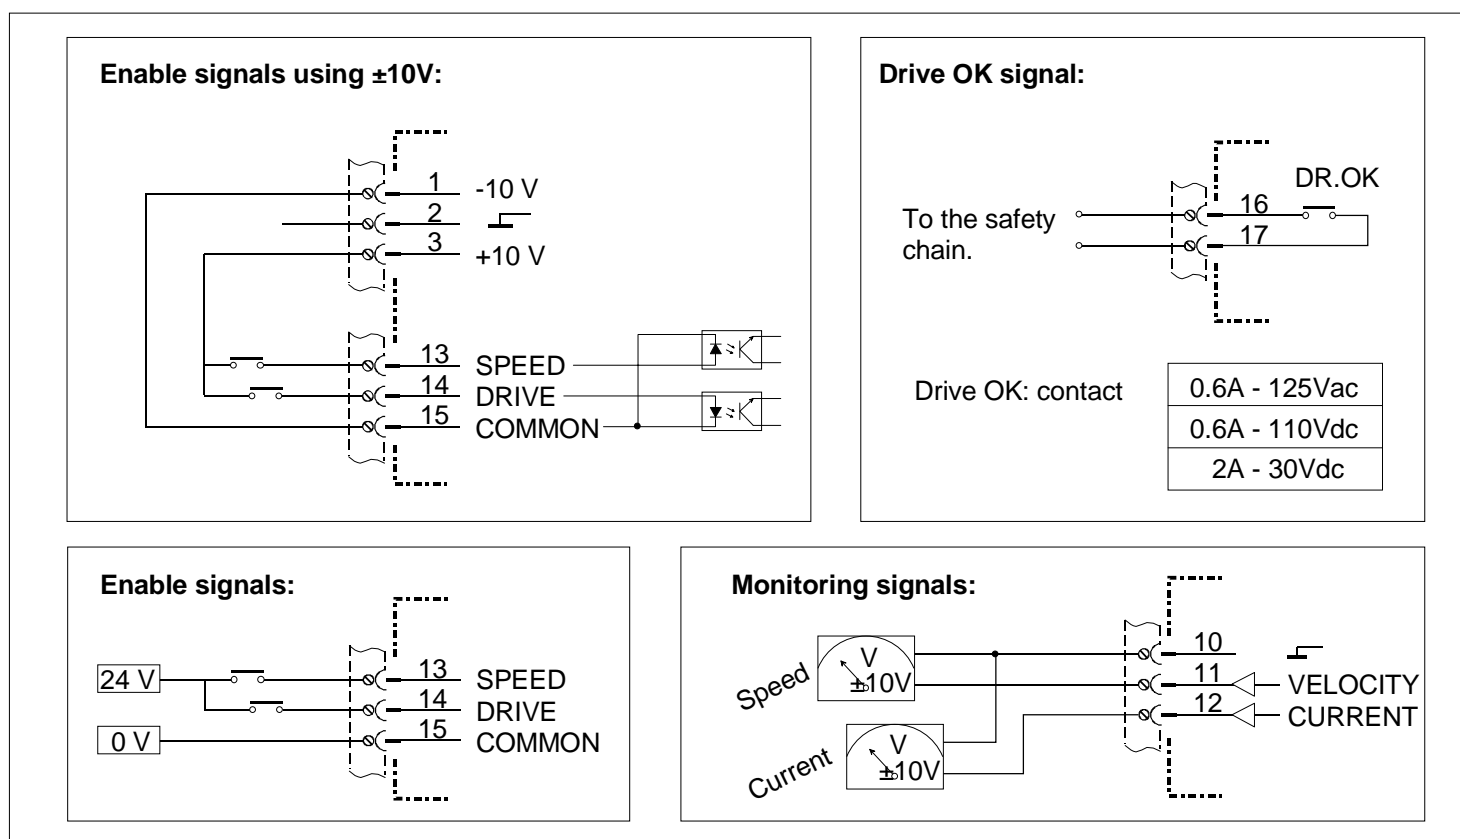 Enable signals using ±10V:
1 -10 V
2
3 +10 V
13 SPEED
14 DRIVE
15 COMMON
Drive OK signal:
DR.OK
16
17
To the safety
chain.
Drive OK: contact
0.6A - 125Vac
0.6A - 110Vdc
2A - 30Vdc
Enable signals:
24 V
0 V
13 SPEED
14 DRIVE
15 COMMON
Monitoring signals:
Speed
V
±10V
Current
V
±10V
10
11 VELOCITY
12 CURRENT